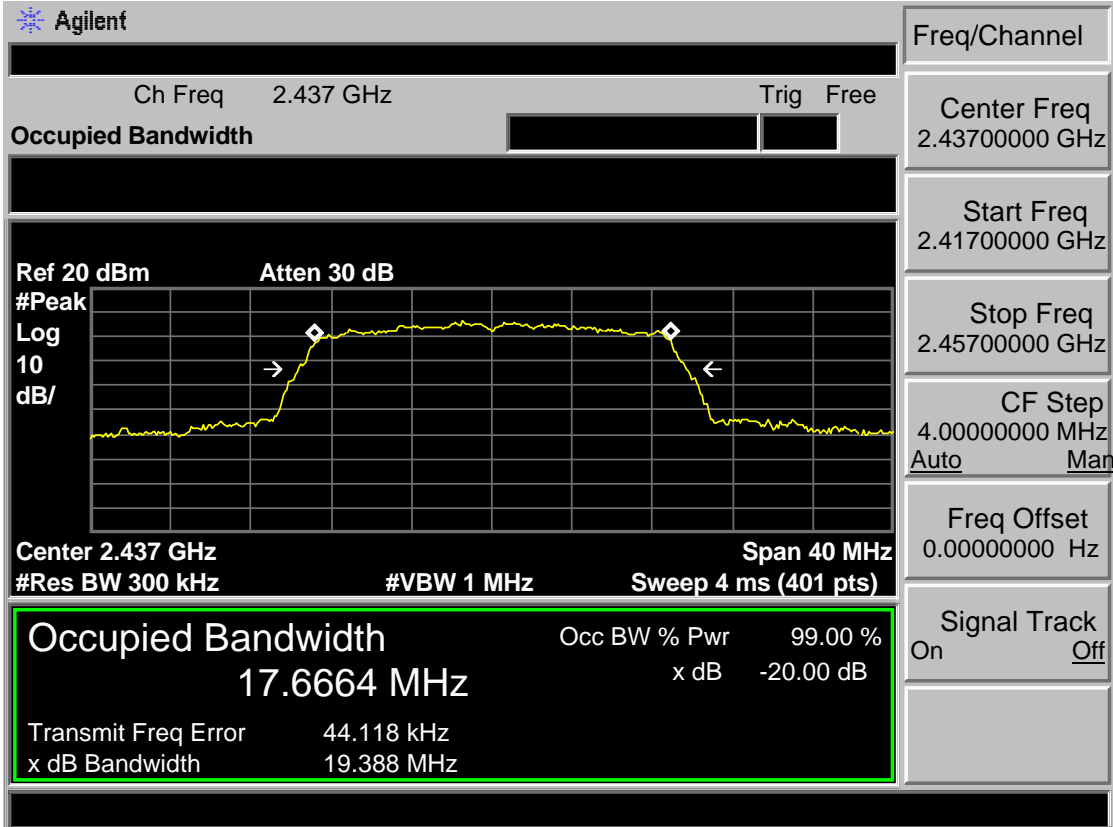 Agilent
Freq/Channel
Ch Freq 2.437 GHz
Trig Free
Occupied Bandwidth
Center Freq
2.43700000 GHz
Start Freq
2.41700000 GHz
Stop Freq
2.45700000 GHz
CF Step
4.00000000 MHz
Auto Man
Freq Offset
0.00000000 Hz
Signal Track
On Off
Ref 20 dBm
Atten 30 dB
#Peak
Log
10
dB/
Center 2.437 GHz
Span 40 MHz
#Res BW 300 kHz
#VBW 1 MHz
Sweep 4 ms (401 pts)
Occupied Bandwidth
17.6664 MHz
Occ BW % Pwr 99.00 %
x dB -20.00 dB
Transmit Freq Error 44.118 kHz
x dB Bandwidth 19.388 MHz